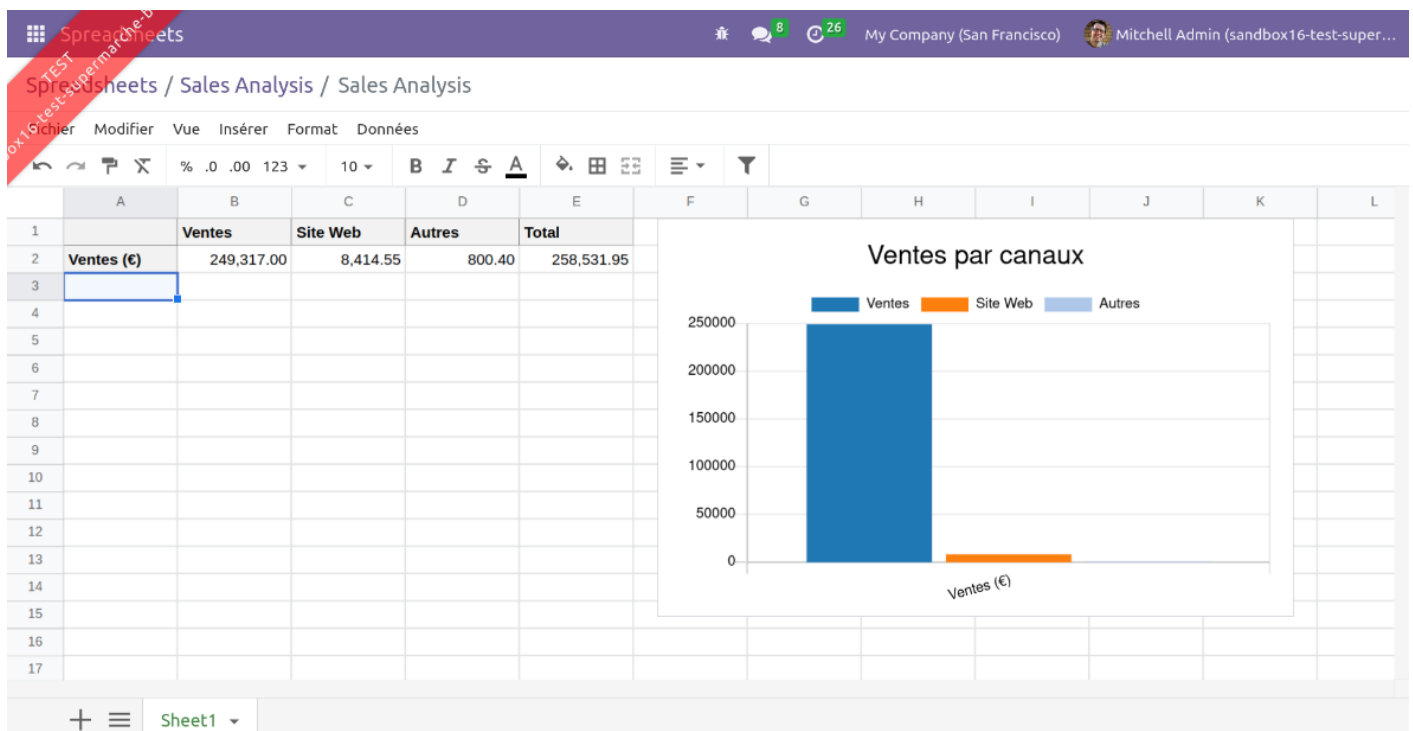 Spreadsheets 8 26 My Company (San Francisco) Mitchell Admin (sandbox16-test-super...
TEST
ox16-test-supermarche-b
Spreadsheets / Sales Analysis / Sales Analysis
Fichier Modifier Vue Insérer Format Données
% .0 .00 123 10 B I S A
A B C D E F G H I J K L
1 Ventes Site Web Autres Total
2 Ventes (€) 249,317.00 8,414.55 800.40 258,531.95
3
4
5
6
7
8
9
10
11
12
13
14
15
16
17
Ventes par canaux
Ventes Site Web Autres
250000
200000
150000
100000
50000
0
Ventes (€)
Sheet1